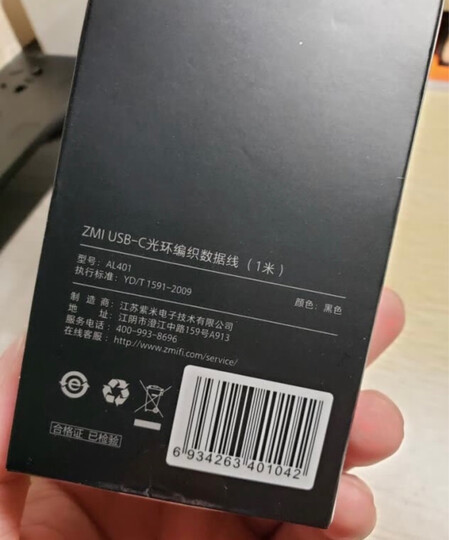 ZMI USB-C光环编织数据线（1米）
型号：AL401 颜色：黑色
执行标准：YD/T 1591-2009
制造商：江苏紫米电子技术有限公司
地址：江阴市澄江中路159号A913
服务电话：400-993-8696
在线客服：http://www.zmifi.com/service/
合格证 已检验
6 934263 401042